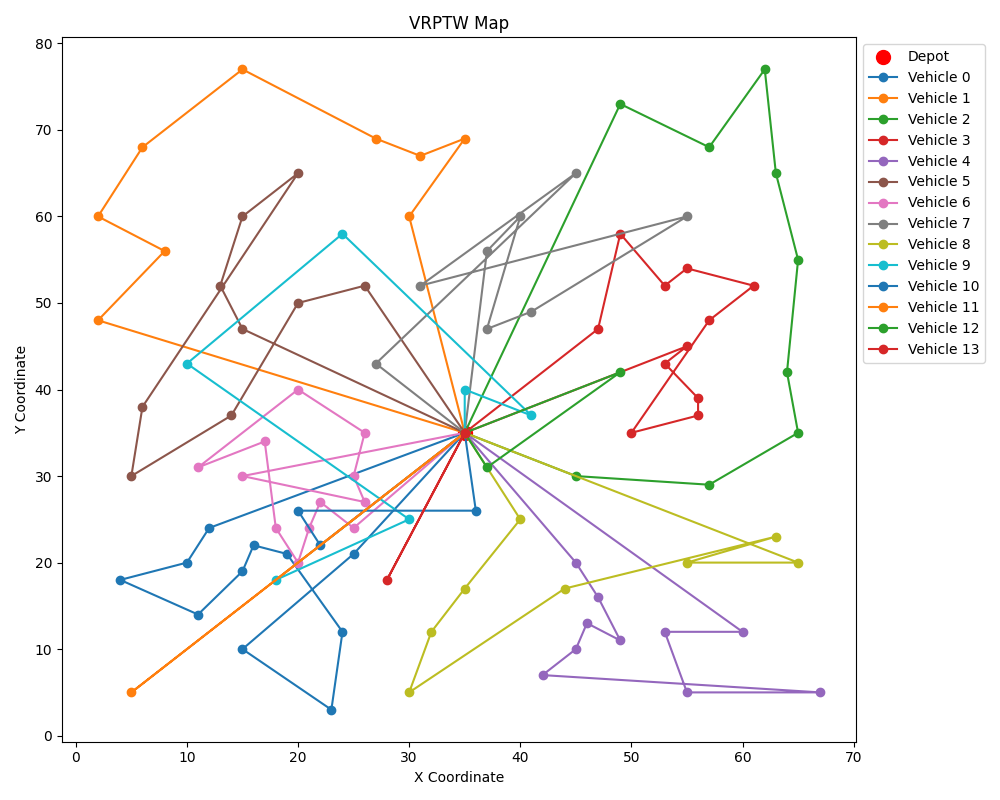 VRPTW Map
Y Coordinate
80
70
60
50
40
30
20
10
0
0 10 20 30 40 50 60 70
X Coordinate
Depot
Vehicle 0
Vehicle 1
Vehicle 2
Vehicle 3
Vehicle 4
Vehicle 5
Vehicle 6
Vehicle 7
Vehicle 8
Vehicle 9
Vehicle 10
Vehicle 11
Vehicle 12
Vehicle 13